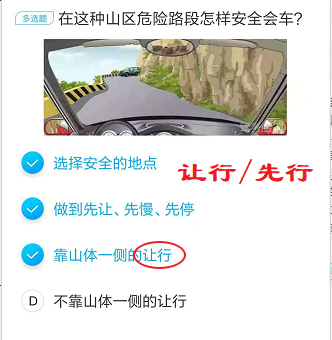 多选题 在这种山区危险路段怎样安全会车?
选择安全的地点
让行/先行
做到先让、先慢、先停
靠山体一侧的让行
D 不靠山体一侧的让行